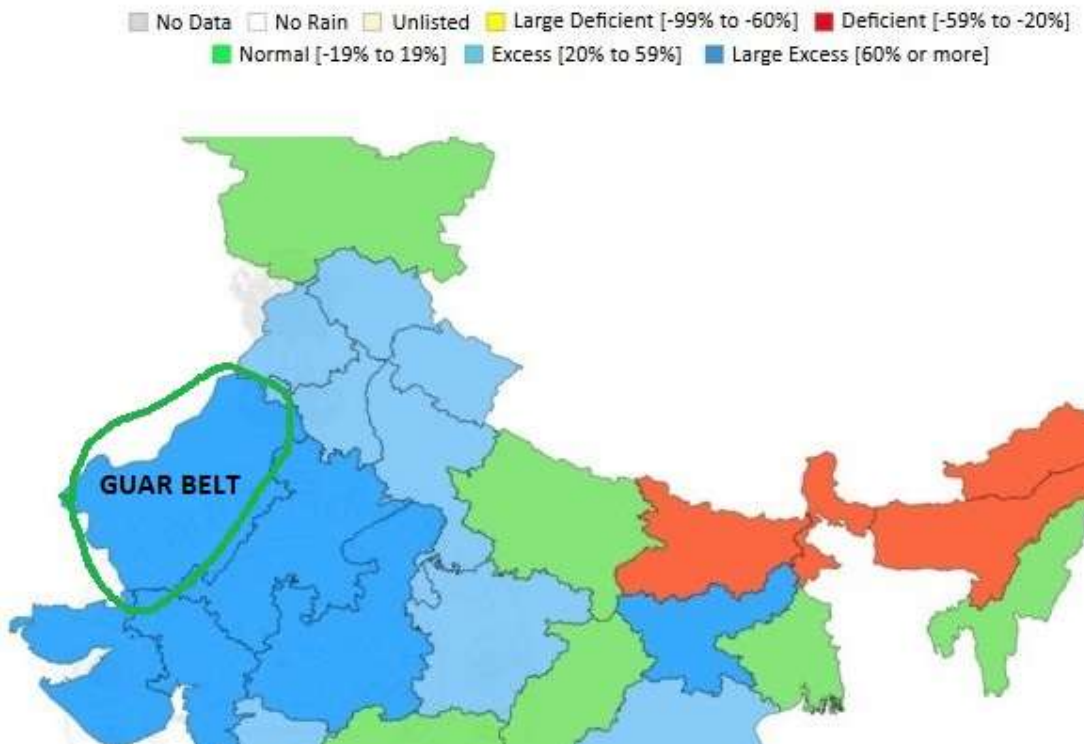 No Data No Rain Unlisted Large Deficient [-99% to -60%] Deficient [-59% to -20%]
Normal [-19% to 19%] Excess [20% to 59%] Large Excess [60% or more]
GUAR BELT